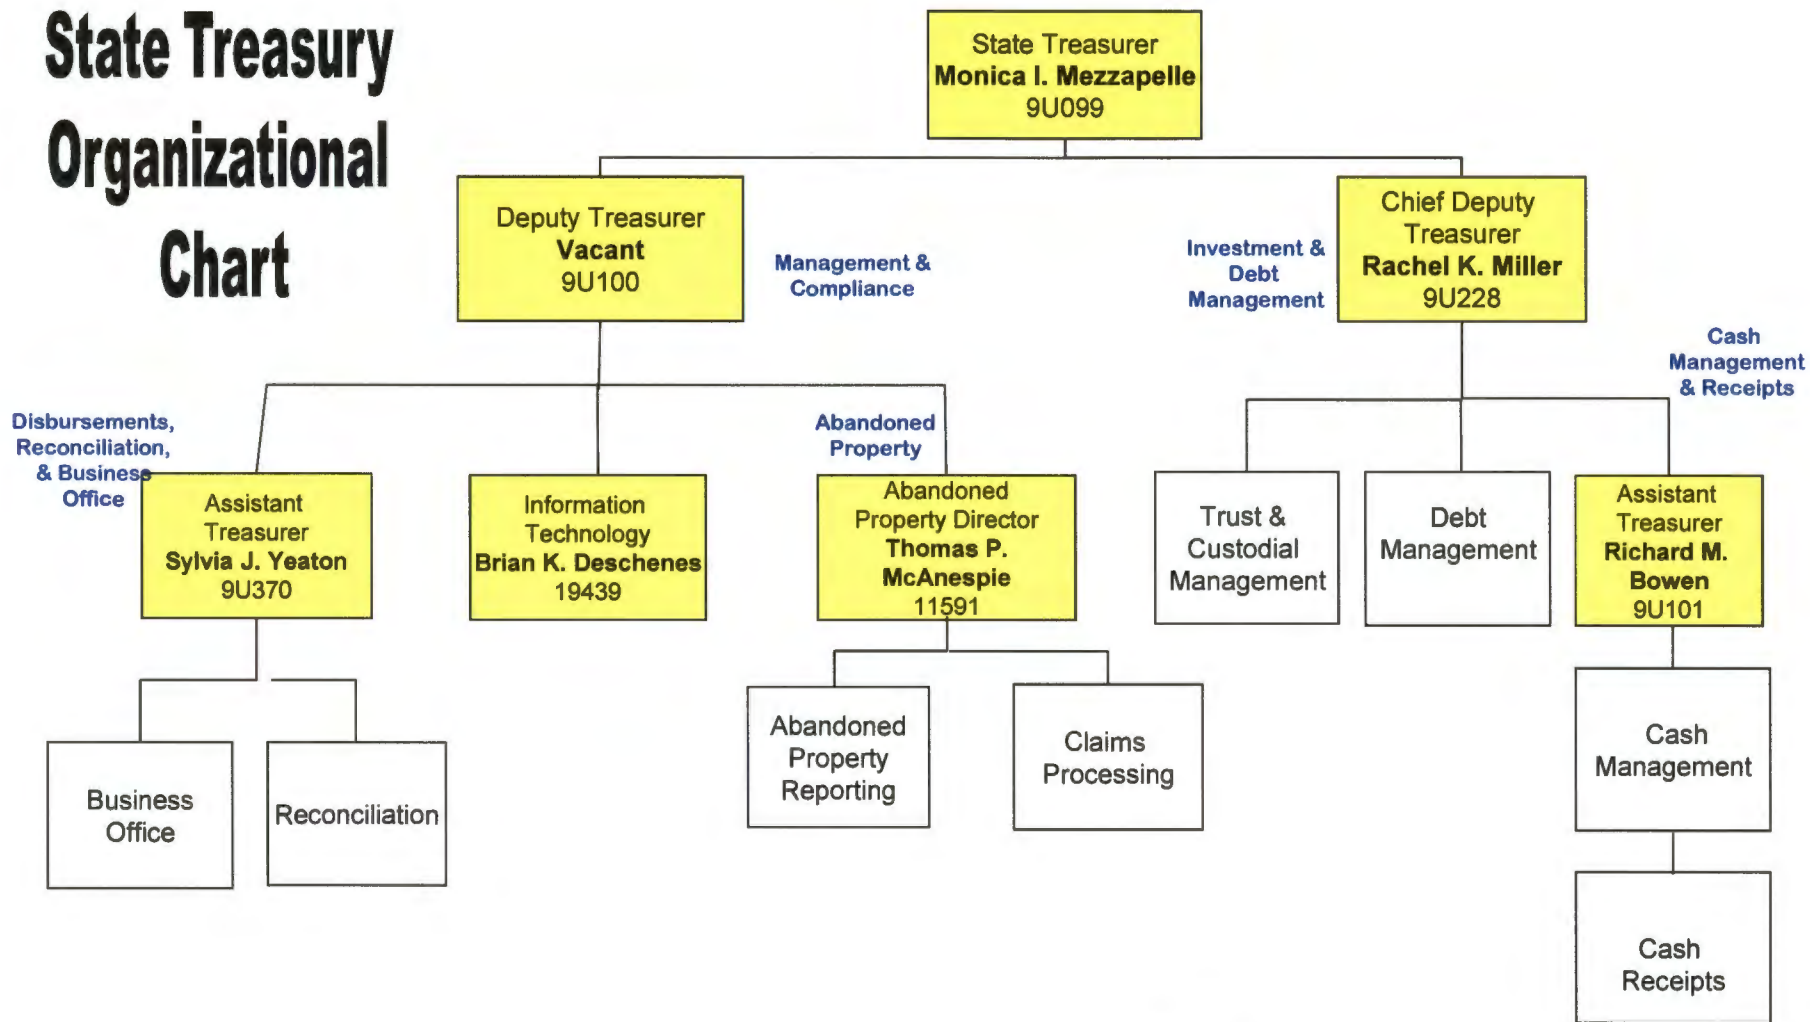 State Treasury
Organizational
Chart
State Treasurer
Monica I. Mezzapelle
9U099
Deputy Treasurer
Vacant
9U100
Management &
Compliance
Investment &
Debt
Management
Chief Deputy
Treasurer
Rachel K. Miller
9U228
Cash
Management
& Receipts
Disbursements,
Reconciliation,
& Business
Office
Assistant
Treasurer
Sylvia J. Yeaton
9U370
Information
Technology
Brian K. Deschenes
19439
Abandoned
Property
Abandoned
Property Director
Thomas P.
McAnespie
11591
Trust &
Custodial
Management
Debt
Management
Assistant
Treasurer
Richard M.
Bowen
9U101
Business
Office
Reconciliation
Abandoned
Property
Reporting
Claims
Processing
Cash
Management
Cash
Receipts